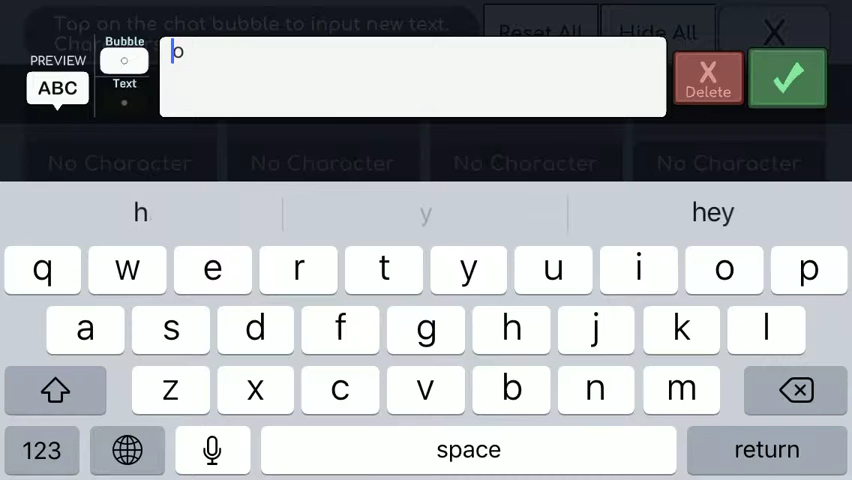 Tap on the chat bubble to input new text.
Reset All
Hide All
X
Bubble
PREVIEW
ABC
Text
o
X
Delete
No Character
No Character
No Character
No Character
h
y
hey
q w e r t y u i o p
a s d f g h j k l
z x c v b n m
123
space
return